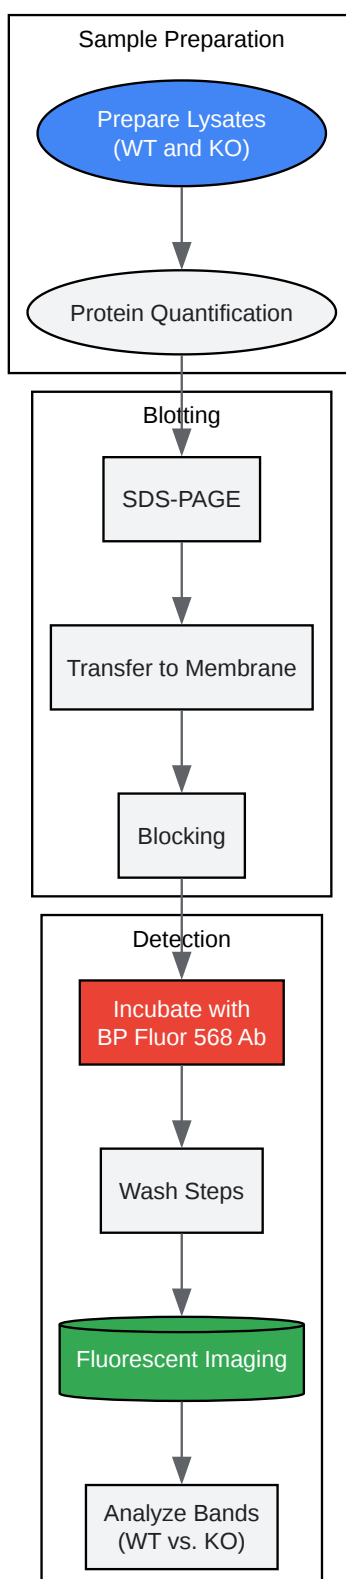 Sample Preparation
Prepare Lysates
(WT and KO)
Protein Quantification
Blotting
SDS-PAGE
Transfer to Membrane
Blocking
Detection
Incubate with
BP Fluor 568 Ab
Wash Steps
Fluorescent Imaging
Analyze Bands
(WT vs. KO)